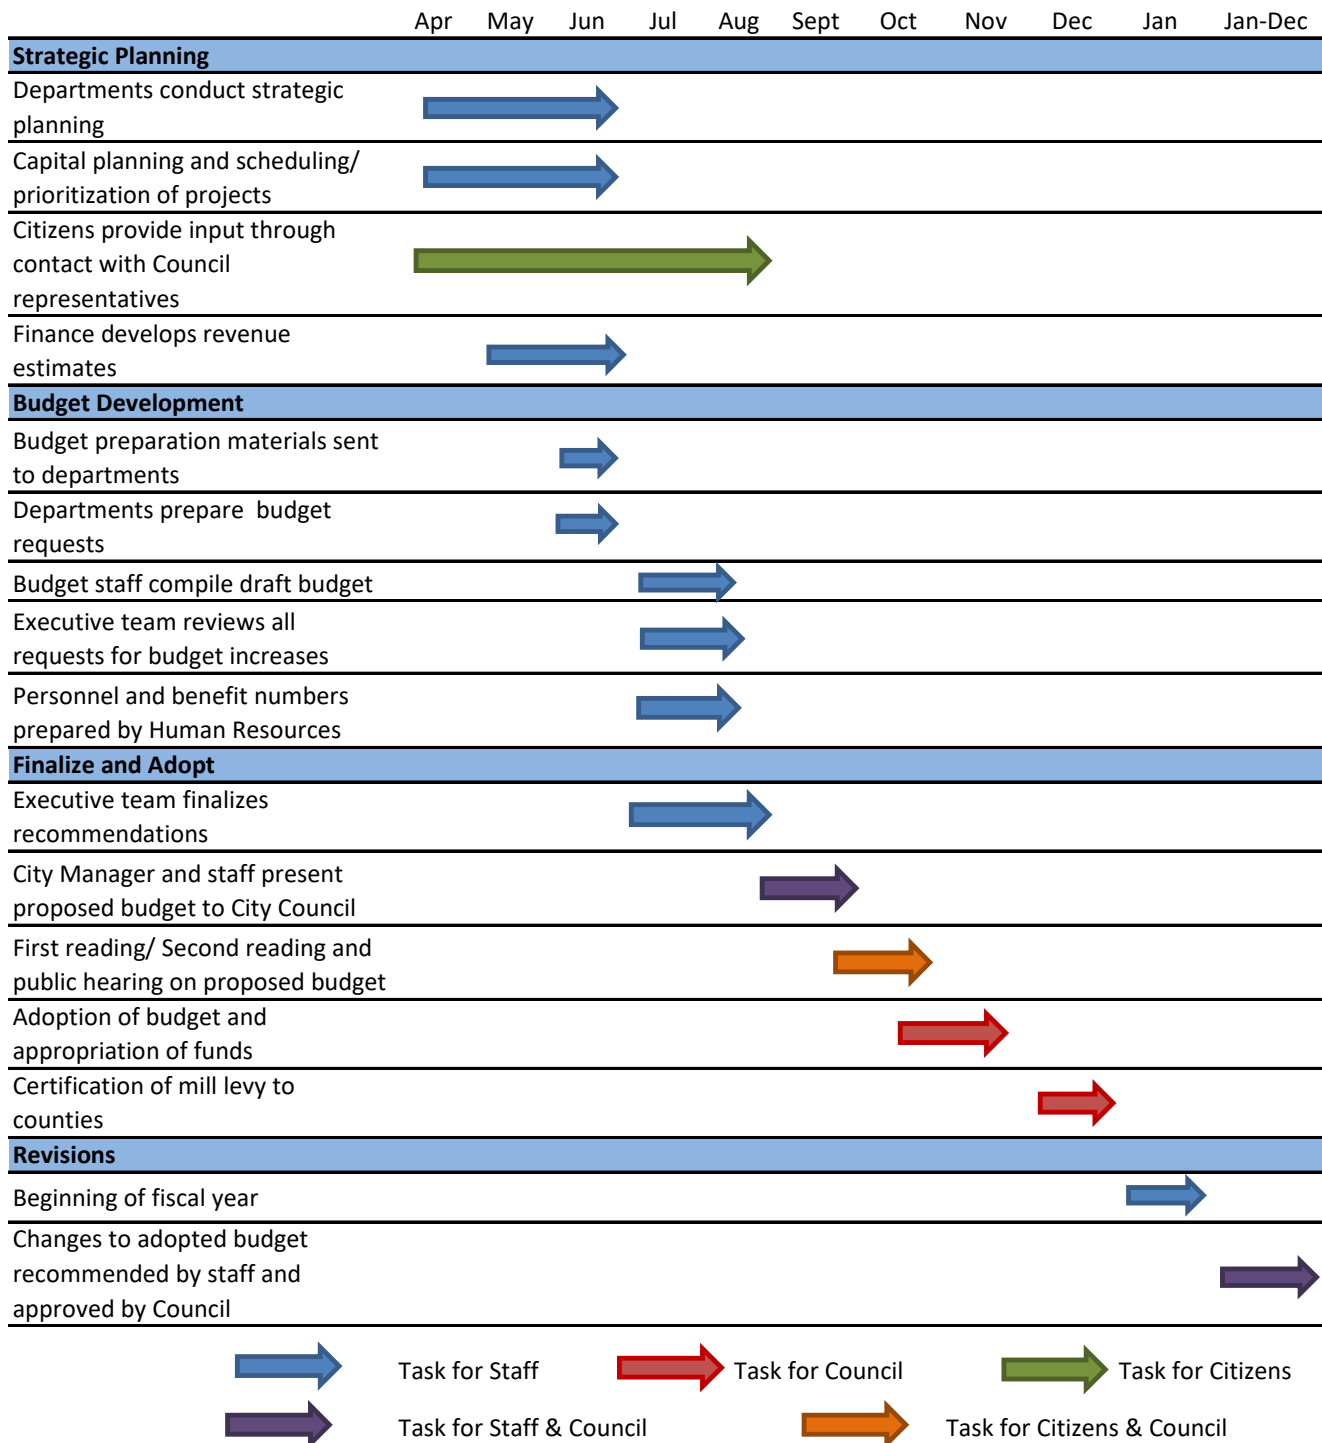 Apr May Jun Jul Aug Sept Oct Nov Dec Jan Jan-Dec
Strategic Planning
Departments conduct strategic
planning
Capital planning and scheduling/
prioritization of projects
Citizens provide input through
contact with Council
representatives
Finance develops revenue
estimates
Budget Development
Budget preparation materials sent
to departments
Departments prepare  budget
requests
Budget staff compile draft budget
Executive team reviews all
requests for budget increases
Personnel and benefit numbers
prepared by Human Resources
Finalize and Adopt
Executive team finalizes
recommendations
City Manager and staff present
proposed budget to City Council
First reading/ Second reading and
public hearing on proposed budget
Adoption of budget and
appropriation of funds
Certification of mill levy to
counties
Revisions
Beginning of fiscal year
Changes to adopted budget
recommended by staff and
approved by Council
Task for Staff Task for Council Task for Citizens
Task for Staff & Council Task for Citizens & Council